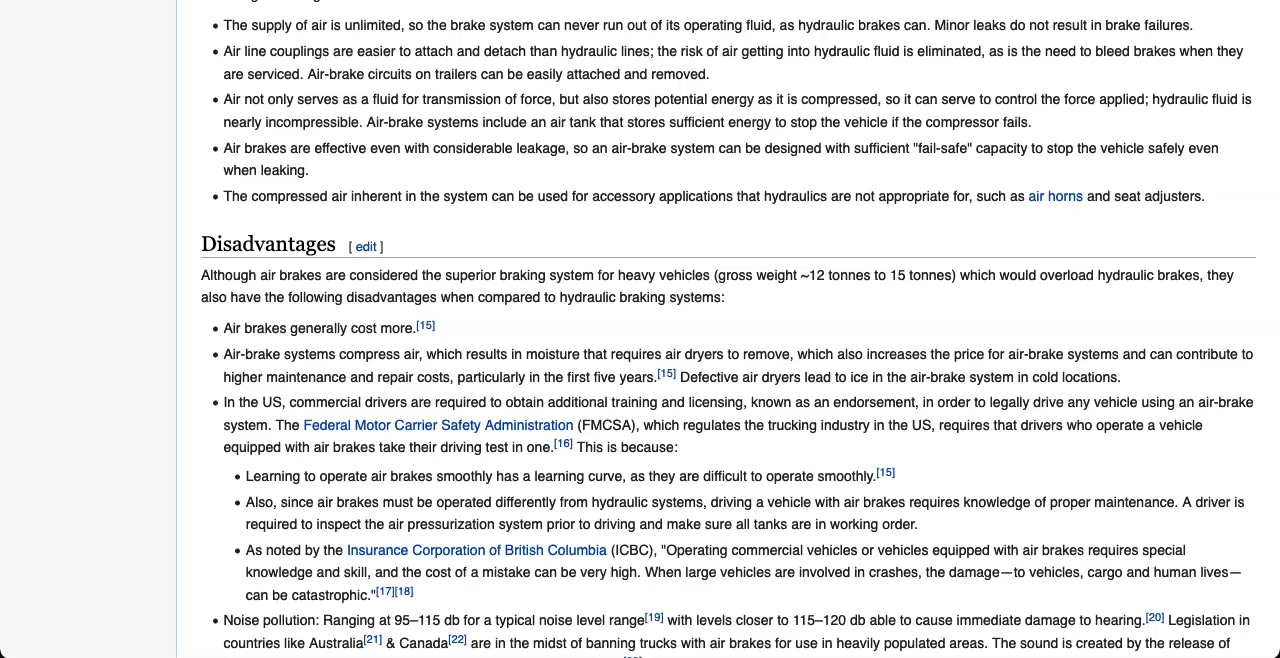 • The supply of air is unlimited, so the brake system can never run out of its operating fluid, as hydraulic brakes can. Minor leaks do not result in brake failures.
• Air line couplings are easier to attach and detach than hydraulic lines; the risk of air getting into hydraulic fluid is eliminated, as is the need to bleed brakes when they
are serviced. Air-brake circuits on trailers can be easily attached and removed.
• Air not only serves as a fluid for transmission of force, but also stores potential energy as it is compressed, so it can serve to control the force applied; hydraulic fluid is
nearly incompressible. Air-brake systems include an air tank that stores sufficient energy to stop the vehicle if the compressor fails.
• Air brakes are effective even with considerable leakage, so an air-brake system can be designed with sufficient "fail-safe" capacity to stop the vehicle safely even
when leaking.
• The compressed air inherent in the system can be used for accessory applications that hydraulics are not appropriate for, such as air horns and seat adjusters.
Disadvantages [ edit ]
Although air brakes are considered the superior braking system for heavy vehicles (gross weight ~12 tonnes to 15 tonnes) which would overload hydraulic brakes, they
also have the following disadvantages when compared to hydraulic braking systems:
• Air brakes generally cost more.[15]
• Air-brake systems compress air, which results in moisture that requires air dryers to remove, which also increases the price for air-brake systems and can contribute to
higher maintenance and repair costs, particularly in the first five years.[15] Defective air dryers lead to ice in the air-brake system in cold locations.
• In the US, commercial drivers are required to obtain additional training and licensing, known as an endorsement, in order to legally drive any vehicle using an air-brake
system. The Federal Motor Carrier Safety Administration (FMCSA), which regulates the trucking industry in the US, requires that drivers who operate a vehicle
equipped with air brakes take their driving test in one.[16] This is because:
• Learning to operate air brakes smoothly has a learning curve, as they are difficult to operate smoothly.[15]
• Also, since air brakes must be operated differently from hydraulic systems, driving a vehicle with air brakes requires knowledge of proper maintenance. A driver is
required to inspect the air pressurization system prior to driving and make sure all tanks are in working order.
• As noted by the Insurance Corporation of British Columbia (ICBC), "Operating commercial vehicles or vehicles equipped with air brakes requires special
knowledge and skill, and the cost of a mistake can be very high. When large vehicles are involved in crashes, the damage—to vehicles, cargo and human lives—
can be catastrophic."[17][18]
• Noise pollution: Ranging at 95–115 db for a typical noise level range[19] with levels closer to 115–120 db able to cause immediate damage to hearing.[20] Legislation in
countries like Australia[21] & Canada[22] are in the midst of banning trucks with air brakes for use in heavily populated areas. The sound is created by the release of